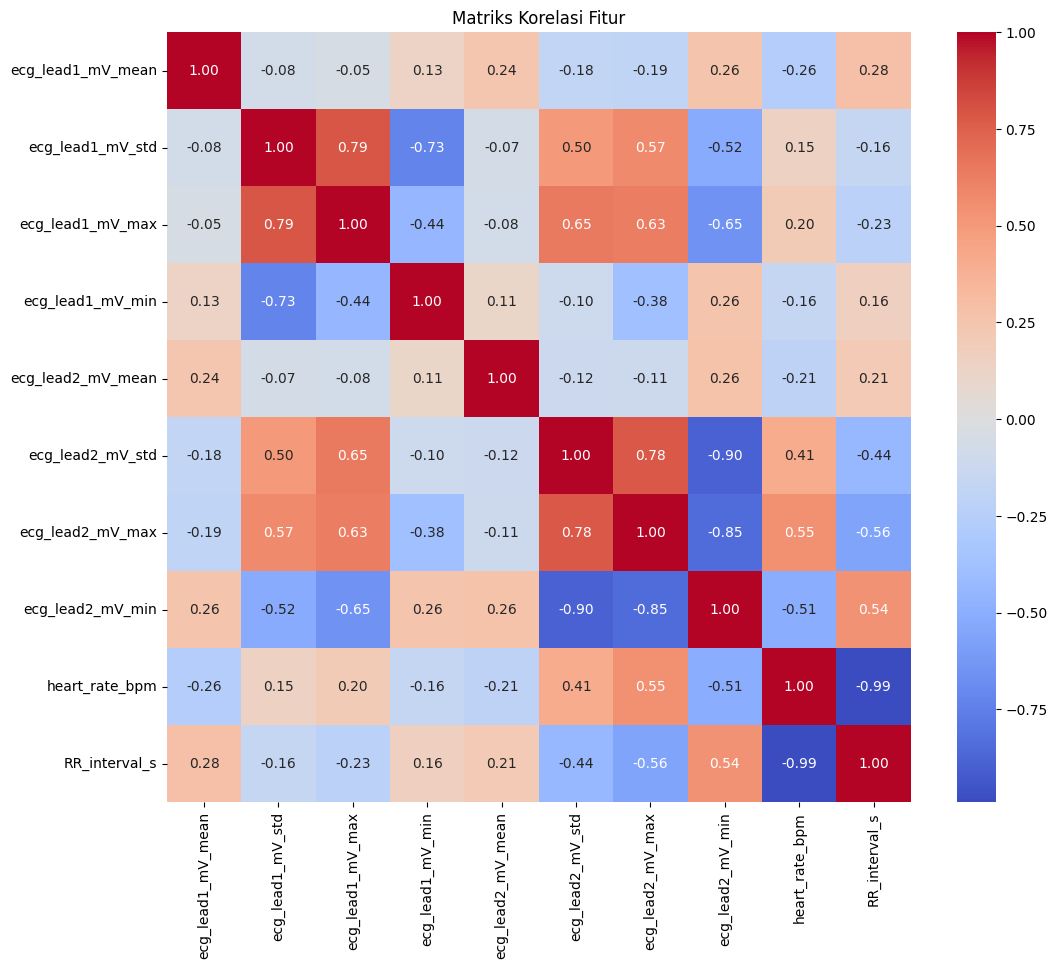 Matriks Korelasi Fitur
ecg_lead1_mV_mean 1.00 -0.08 -0.05 0.13 0.24 -0.18 -0.19 0.26 -0.26 0.28
ecg_lead1_mV_std -0.08 1.00 0.79 -0.73 -0.07 0.50 0.57 -0.52 0.15 -0.16
ecg_lead1_mV_max -0.05 0.79 1.00 -0.44 -0.08 0.65 0.63 -0.65 0.20 -0.23
ecg_lead1_mV_min 0.13 -0.73 -0.44 1.00 0.11 -0.10 -0.38 0.26 -0.16 0.16
ecg_lead2_mV_mean 0.24 -0.07 -0.08 0.11 1.00 -0.12 -0.11 0.26 -0.21 0.21
ecg_lead2_mV_std -0.18 0.50 0.65 -0.10 -0.12 1.00 0.78 -0.90 0.41 -0.44
ecg_lead2_mV_max -0.19 0.57 0.63 -0.38 -0.11 0.78 1.00 -0.85 0.55 -0.56
ecg_lead2_mV_min 0.26 -0.52 -0.65 0.26 0.26 -0.90 -0.85 1.00 -0.51 0.54
heart_rate_bpm -0.26 0.15 0.20 -0.16 -0.21 0.41 0.55 -0.51 1.00 -0.99
RR_interval_s 0.28 -0.16 -0.23 0.16 0.21 -0.44 -0.56 0.54 -0.99 1.00
ecg_lead1_mV_mean
ecg_lead1_mV_std
ecg_lead1_mV_max
ecg_lead1_mV_min
ecg_lead2_mV_mean
ecg_lead2_mV_std
ecg_lead2_mV_max
ecg_lead2_mV_min
heart_rate_bpm
RR_interval_s
1.00
0.75
0.50
0.25
0.00
−0.25
−0.50
−0.75